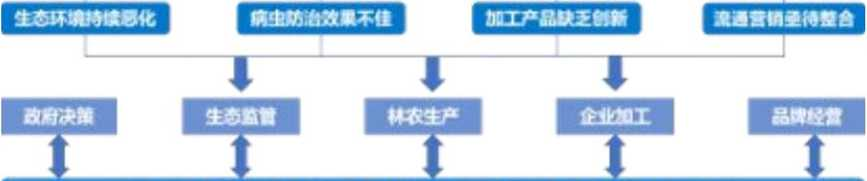 生态环境持续恶化
病虫防治效果不佳
加工产品缺乏创新
流通营销亟待整合
政府决策
生态监管
林农生产
企业加工
品牌经营